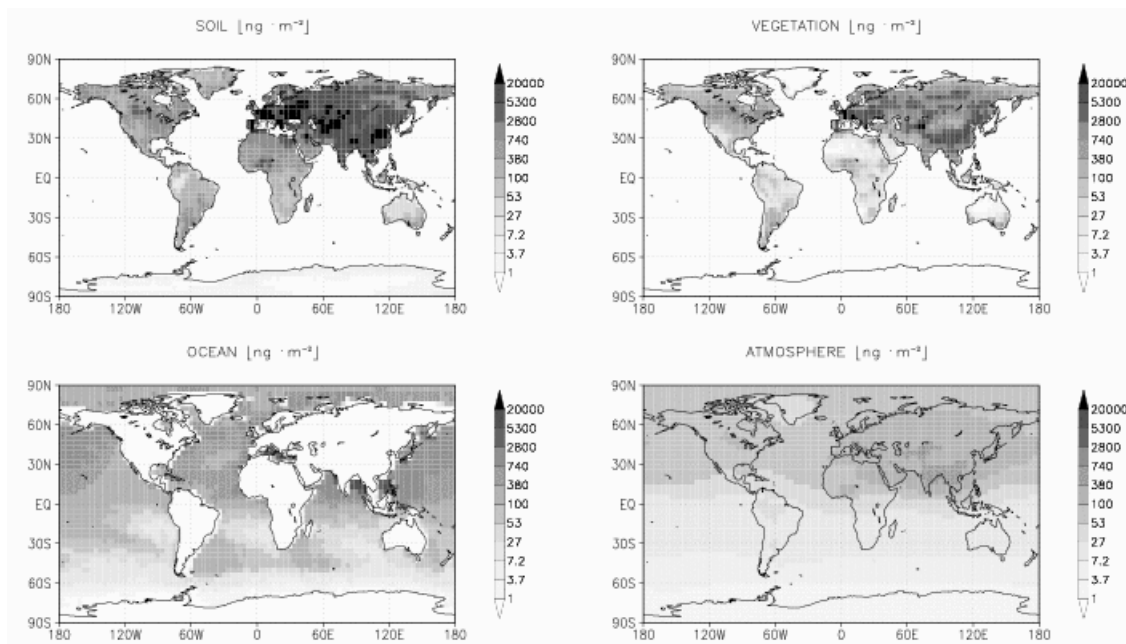 SOIL [ng · m⁻²]
90N
60N
30N
EQ
30S
60S
90S
180 120W 60W 0 60E 120E 180
20000
5300
2800
740
380
100
53
27
7.2
3.7
1
VEGETATION [ng · m⁻²]
90N
60N
30N
EQ
30S
60S
90S
180 120W 60W 0 60E 120E 180
20000
5300
2800
740
380
100
53
27
7.2
3.7
1
OCEAN [ng · m⁻²]
90N
60N
30N
EQ
30S
60S
90S
180 120W 60W 0 60E 120E 180
20000
5300
2800
740
380
100
53
27
7.2
3.7
1
ATMOSPHERE [ng · m⁻²]
90N
60N
30N
EQ
30S
60S
90S
180 120W 60W 0 60E 120E 180
20000
5300
2800
740
380
100
53
27
7.2
3.7
1